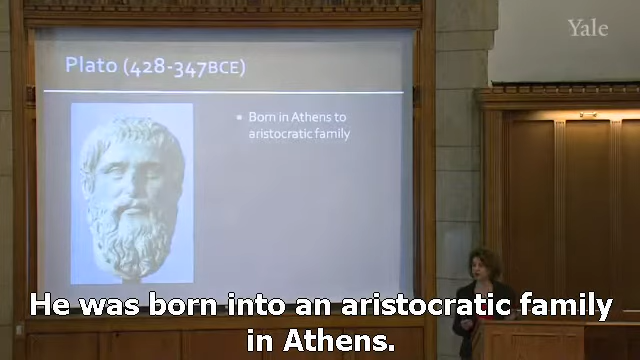 Yale
Plato (428-347BCE)
▪ Born in Athens to
aristocratic family
He was born into an aristocratic family
in Athens.